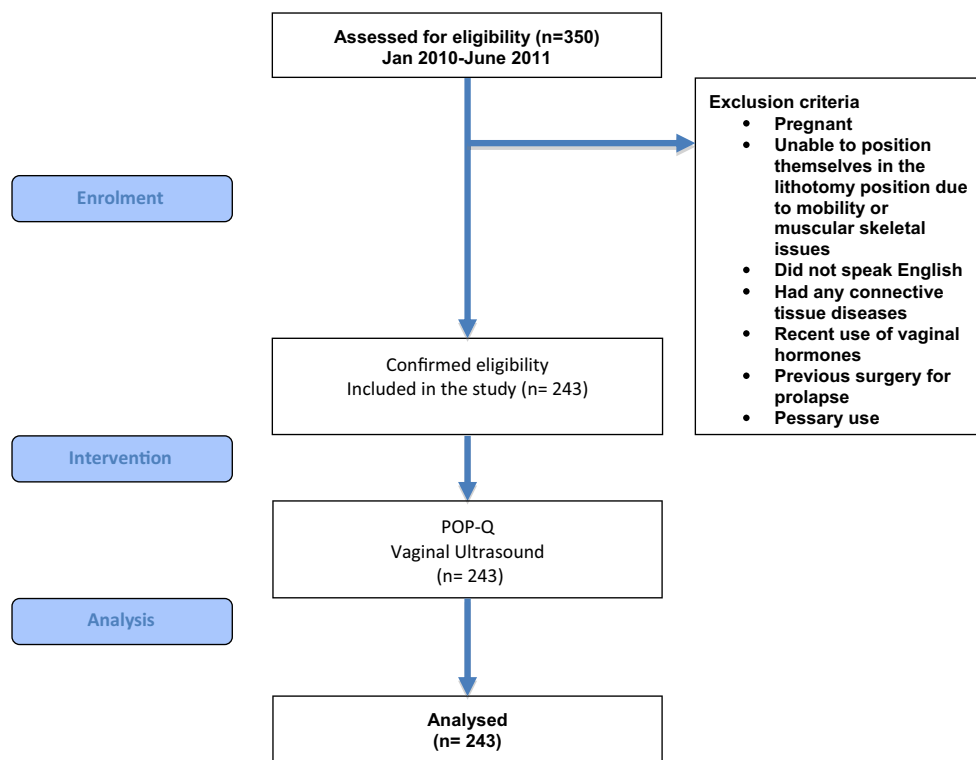 Assessed for eligibility (n=350)
Jan 2010-June 2011
Exclusion criteria
• Pregnant
• Unable to position
themselves in the
lithotomy position due
to mobility or
muscular skeletal
issues
• Did not speak English
• Had any connective
tissue diseases
• Recent use of vaginal
hormones
• Previous surgery for
prolapse
• Pessary use
Enrolment
Confirmed eligibility
Included in the study (n= 243)
Intervention
POP-Q
Vaginal Ultrasound
(n= 243)
Analysis
Analysed
(n= 243)